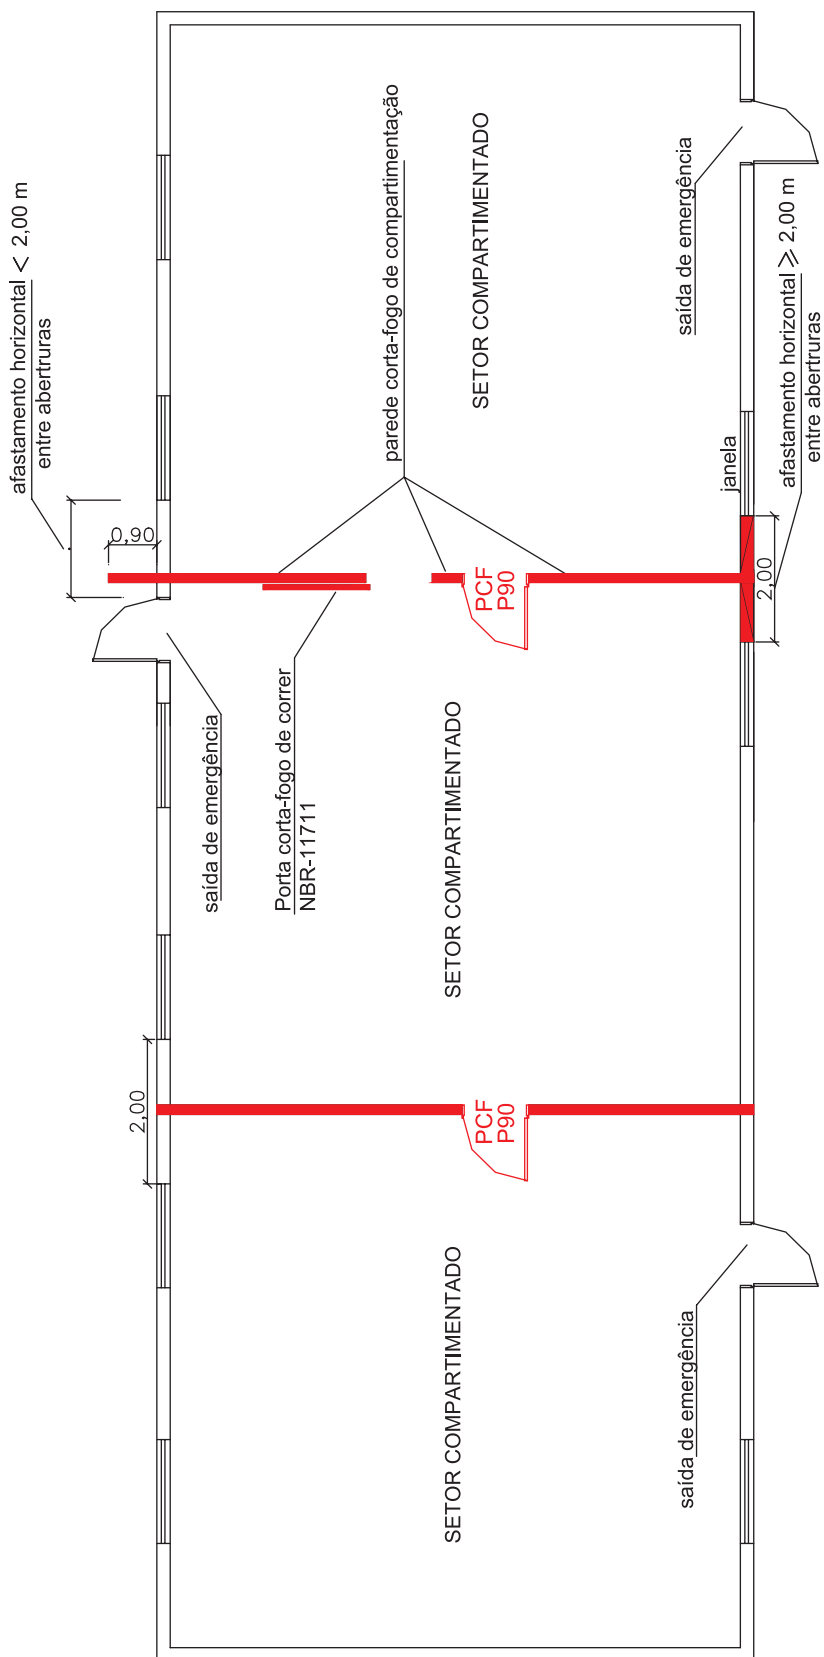 afastamento horizontal < 2,00 m
entre abertruras
0,90
parede corta-fogo de compartimentação
SETOR COMPARTIMENTADO
saída de emergência
janela
afastamento horizontal ⩾ 2,00 m
entre abertruras
2,00
PCF
P90
saída de emergência
Porta corta-fogo de correr
NBR-11711
SETOR COMPARTIMENTADO
2,00
PCF
P90
SETOR COMPARTIMENTADO
saída de emergência